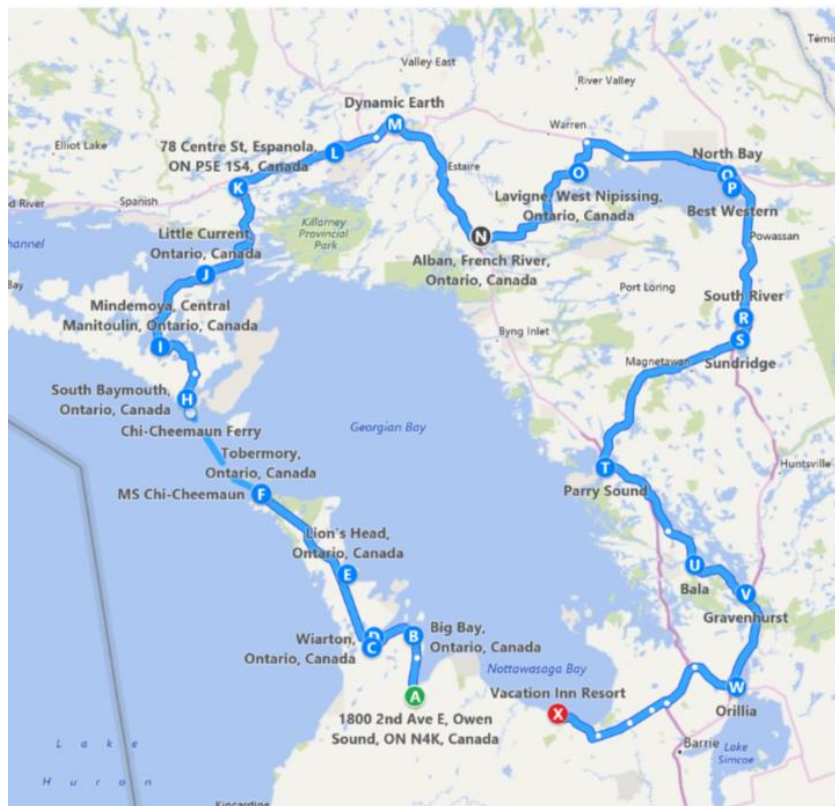 Témi
Valley East
River Valley
Dynamic Earth
M
Elliot Lake
78 Centre St, Espanola,
ON P5E 1S4, Canada
L
Warren
Estaire
North Bay
O
P
K
Spanish
Lavigne, West Nipissing,
Ontario, Canada
Best Western
Killarney
Provincial
Park
Little Current,
Ontario, Canada
J
N
Alban, French River,
Ontario, Canada
Powassan
Port Loring
South River
R
S
Sundridge
Mindemoya, Central
Manitoulin, Ontario, Canada
I
Byng Inlet
Magnetawan
South Baymouth,
Ontario, Canada
H
Chi-Cheemaun Ferry
Georgian Bay
Tobermory,
Ontario, Canada
MS Chi-Cheemaun
F
T
Parry Sound
Huntsville
Lion's Head,
Ontario, Canada
E
U
Bala
V
Gravenhurst
Wiarton,
Ontario, Canada
C
B
Big Bay,
Ontario, Canada
Nottawasaga Bay
Vacation Inn Resort
X
W
Orillia
A
1800 2nd Ave E, Owen
Sound, ON N4K, Canada
Barrie
Lake
Simcoe
Lake
Huron
Kincardine